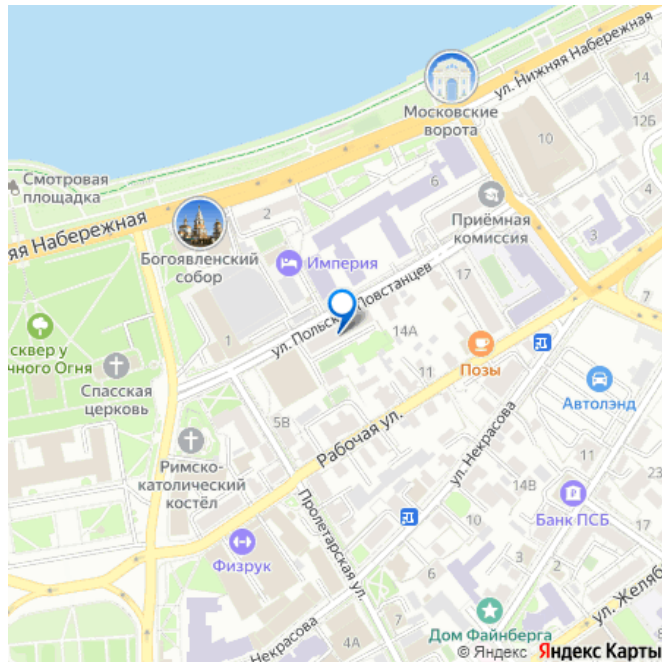 ул. Нижняя Набережная
14
12Б
Московские
ворота
10
Смотровая
площадка
6
2
Приёмная
комиссия
яя Набережная
Богоявленский
собор
Империя
17
ул. Польских Повстанцев
14А
сквер у
чного Огня
1
11
Позы
Спасская
церковь
Автолэнд
11
5В
Рабочая ул.
ул. Некрасова
Римско-
католический
костёл
11
23
14В
Банк ПСБ
10
Пролетарская ул.
Физрук
6
3
ул. Желяб
Некрасова
4А
Дом Файнберга
8
© Яндекс Яндекс Карты